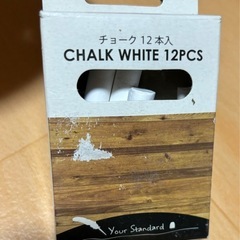 チョーク 12本入
CHALK WHITE 12PCS
Your Standard